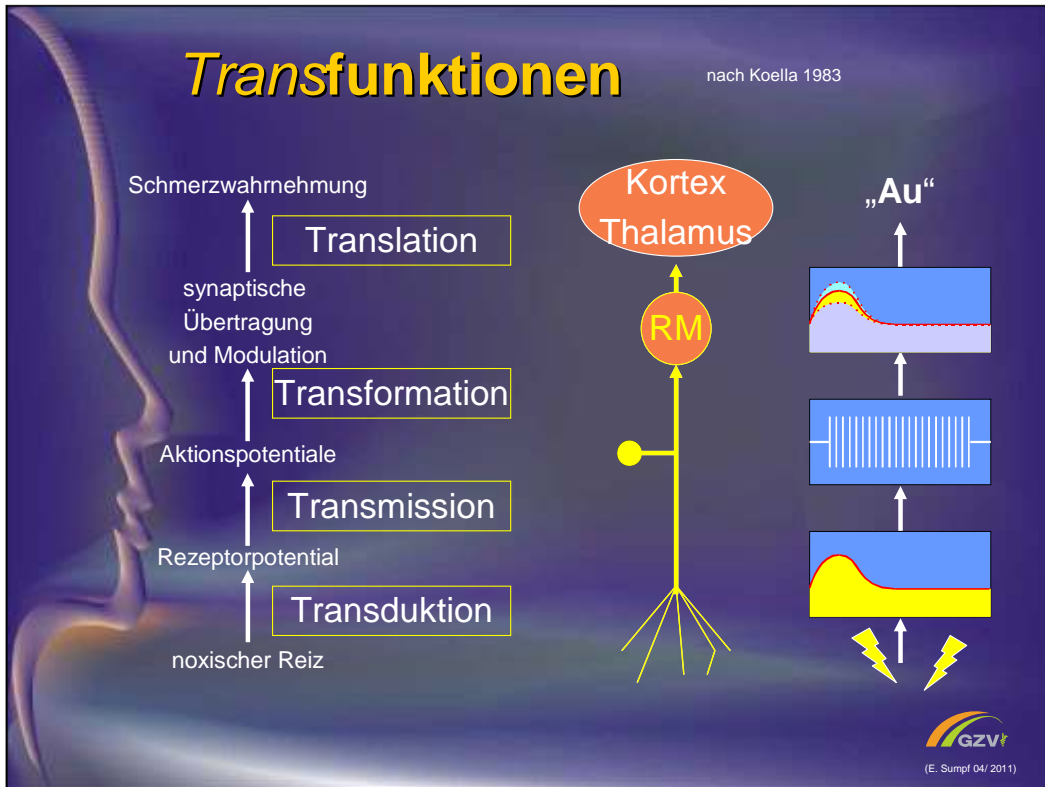 Transfunktionen
nach Koella 1983
Schmerzwahrnehmung
Translation
synaptische
Übertragung
und Modulation
Transformation
Aktionspotentiale
Transmission
Rezeptorpotential
Transduktion
noxischer Reiz
Kortex
Thalamus
RM
„Au“
GZV
(E. Sumpf 04/ 2011)